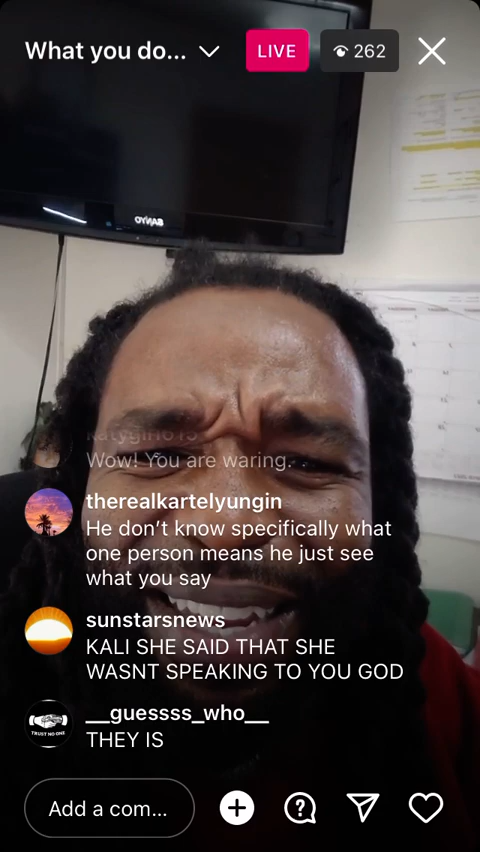 What you do...
LIVE
262
SANYO
katygirl615
Wow! You are waring.
therealkartelyungin
He don’t know specifically what
one person means he just see
what you say
sunstarsnews
KALI SHE SAID THAT SHE
WASNT SPEAKING TO YOU GOD
__guessss_who__
TRUST NO ONE
THEY IS
Add a com...